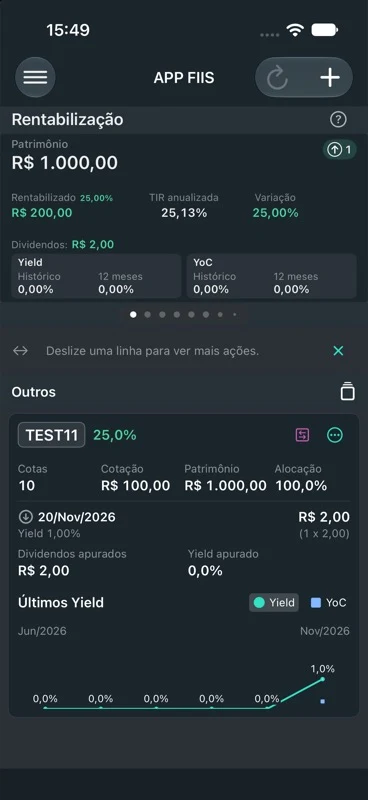 15:49
APP FIIS
Rentabilização
?
Patrimônio
R$ 1.000,00
1
Rentabilizado 25,00% TIR anualizada Variação
R$ 200,00 25,13% 25,00%
Dividendos: R$ 2,00
Yield YoC
Histórico 12 meses Histórico 12 meses
0,00% 0,00% 0,00% 0,00%
Deslize uma linha para ver mais ações.
Outros
TEST11 25,0%
Cotas Cotação Patrimônio Alocação
10 R$ 100,00 R$ 1.000,00 100,0%
20/Nov/2026 R$ 2,00
Yield 1,00% (1 x 2,00)
Dividendos apurados Yield apurado
R$ 2,00 0,0%
Últimos Yield Yield YoC
Jun/2026 Nov/2026
1,0%
0,0% 0,0% 0,0% 0,0% 0,0%